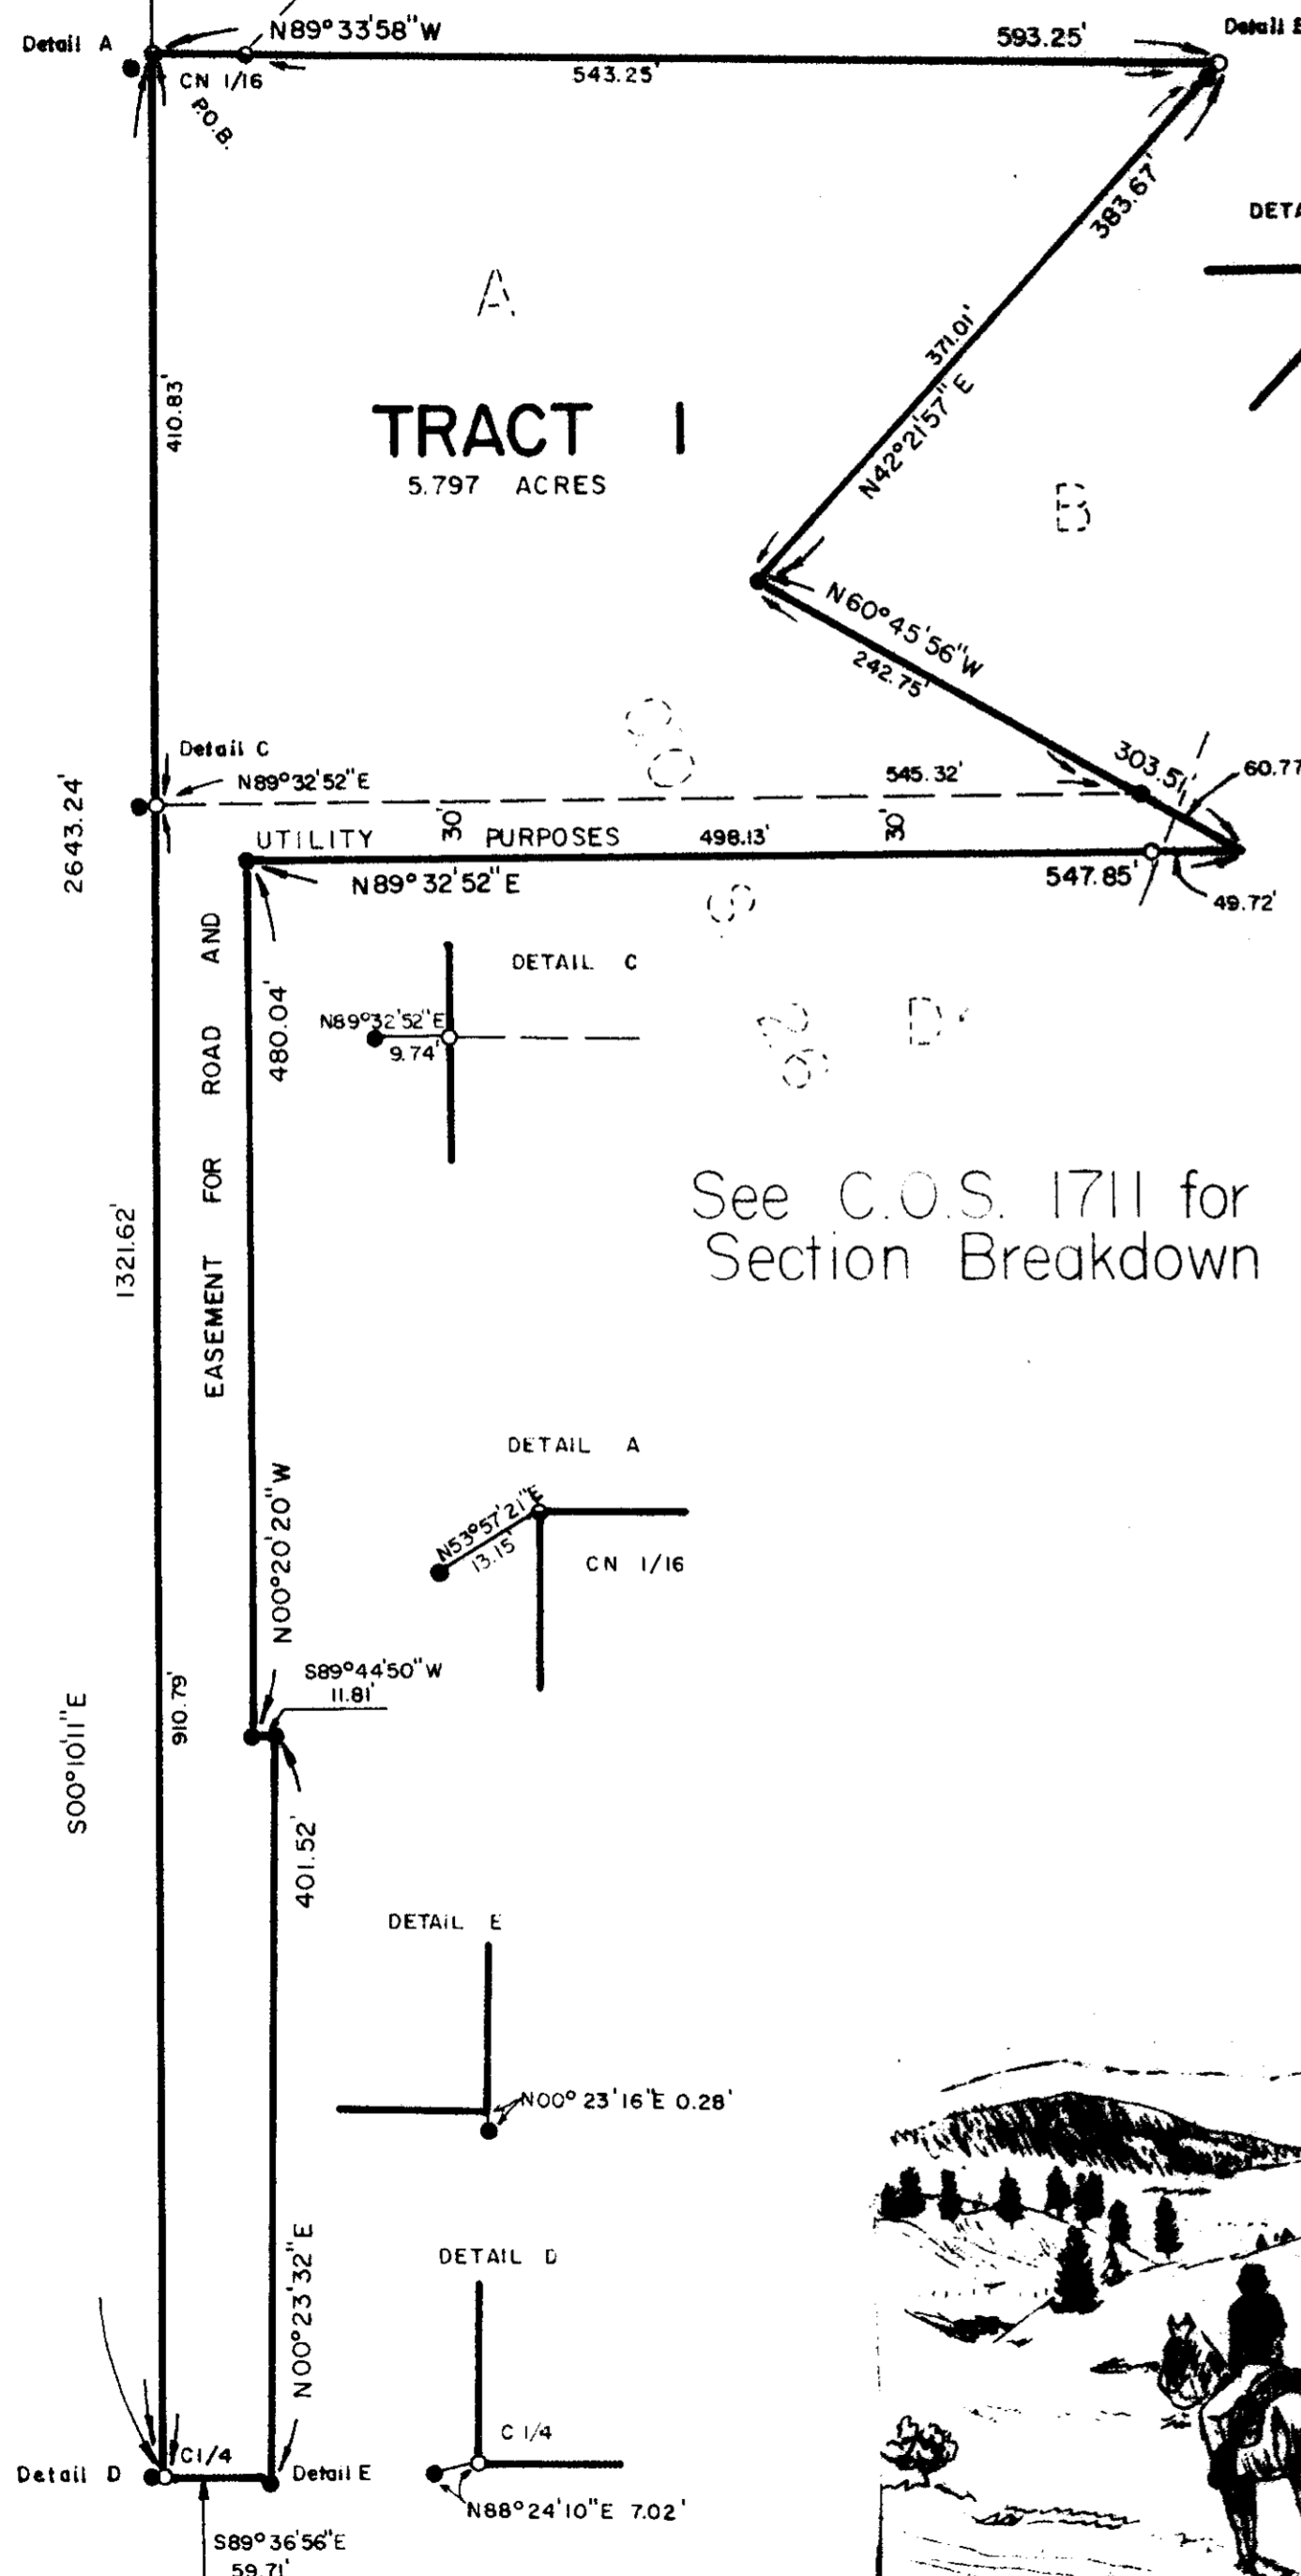 Detail A
N89°33'58"W
593.25'
Detail
543.25'
CN 1/16
P.O.B.
383.67'
A
410.83'
371.01'
N42°21'57"E
TRACT 1
5.797 ACRES
B
N60°45'56"W
242.75'
303.51'
60.77
Detail C
N89°32'52"E
545.32'
30'
30'
UTILITY PURPOSES
498.13'
N89°32'52"E
547.85'
49.72'
2643.24'
EASEMENT FOR ROAD AND
480.04'
DETAIL C
N89°32'52"E
9.74'
D
See C.O.S. 1711 for
Section Breakdown
1321.62'
DETAIL A
N53°57'21"E
13.15'
CN 1/16
N00°20'20"W
S89°44'50"W
11.81'
910.79'
S00°10'11"E
401.52'
DETAIL E
N00°23'16"E 0.28'
N00°23'32"E
DETAIL D
C 1/4
N88°24'10"E 7.02'
Detail D
C1/4
Detail E
S89°36'56"E
59.71'